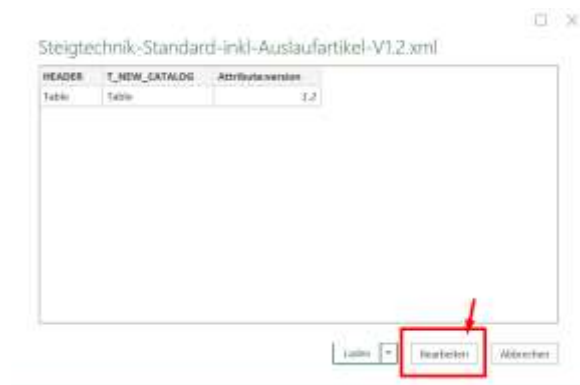 Steigtechnik-Standard-inkl-Auslaufartikel-V1.2.xml
HEADER T_NEW_CATALOG Attribute:version
Table Table 1.2
Laden Bearbeiten Abbrechen